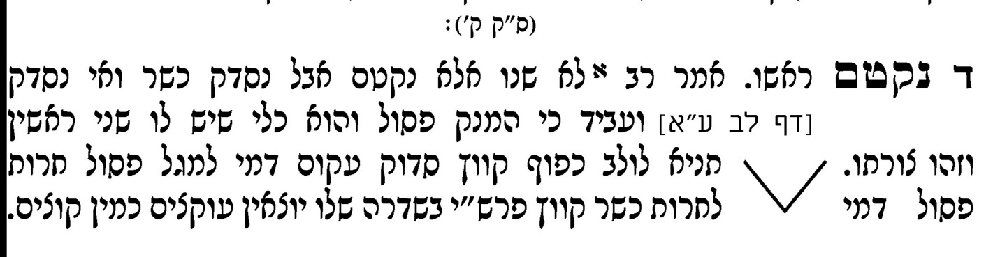 (ס״ק ק׳):
ד נקטם ראשו. אמר רב א לא שנו אלא נקטם אבל נסדק כשר ואי נסדק
[דף לב ע״א] ועביד כי המנק פסול והוא כלי שיש לו שני ראשין
וזהו צורתו. תניא לולב כפוף קווץ סדוק עקום דמי למגל פסול חרות
פסול דמי לחרות כשר קווץ פרש״י בשדרה שלו יוצאין עוקצים כמין קוצים.